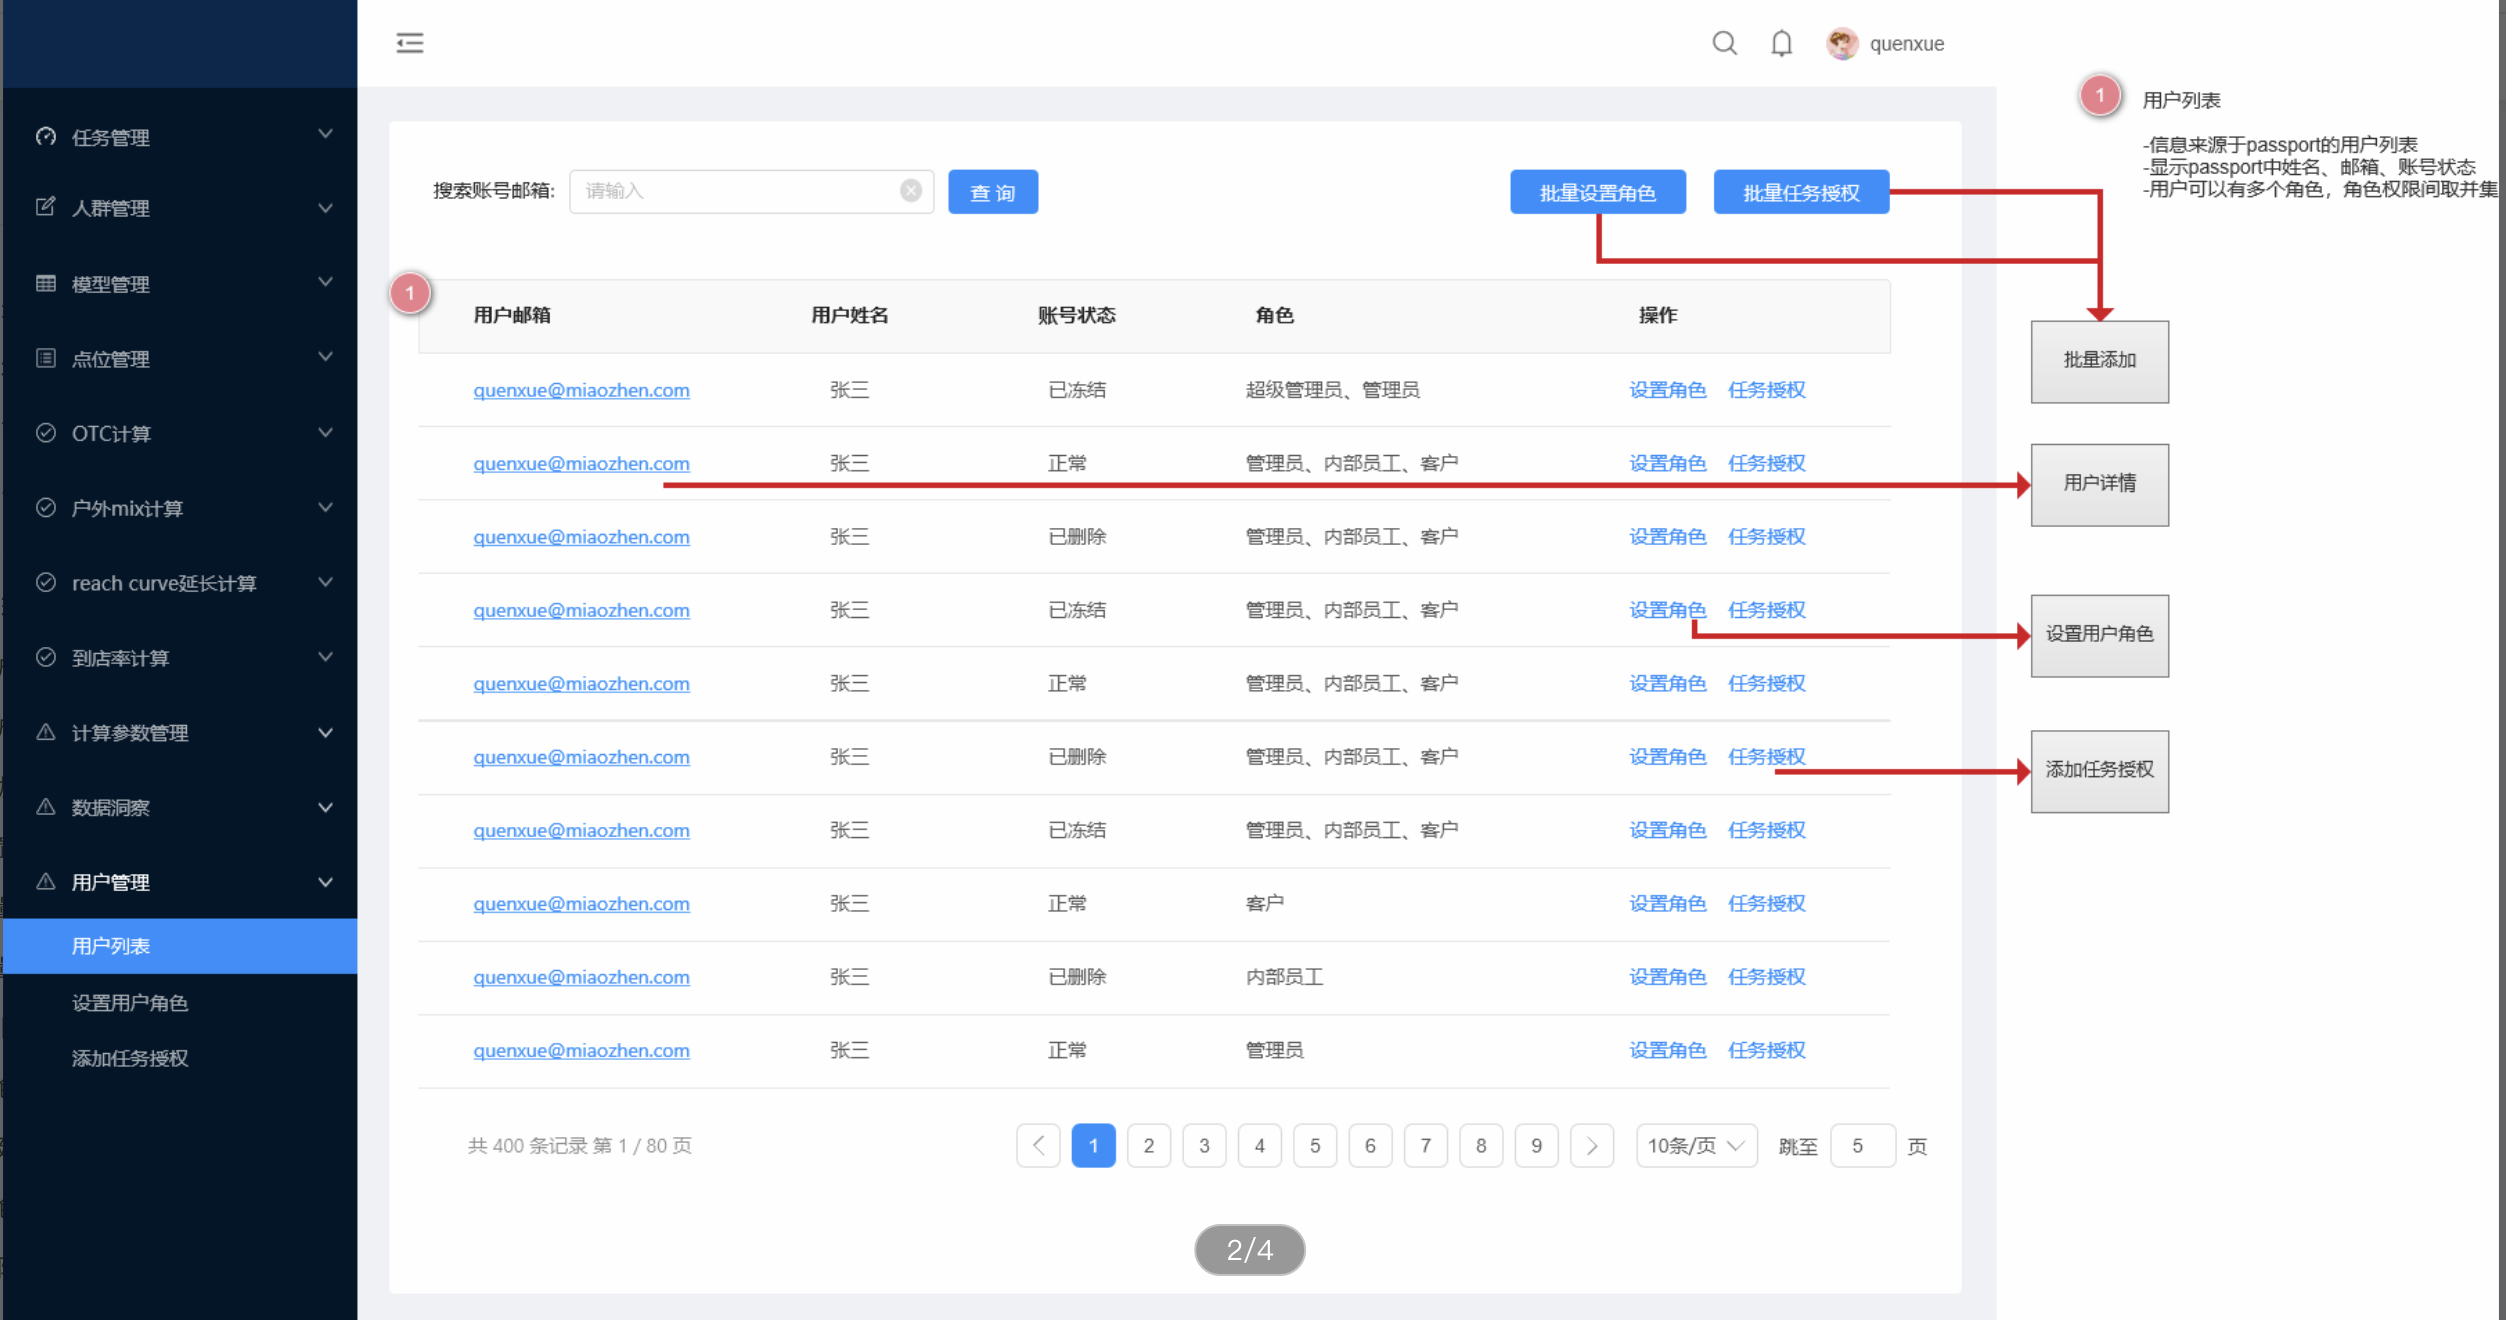 quenxue
任务管理
人群管理
模型管理
点位管理
OTC计算
户外mix计算
reach curve延长计算
到店率计算
计算参数管理
数据洞察
用户管理
用户列表
设置用户角色
添加任务授权
搜索账号邮箱: 请输入 查 询 批量设置角色 批量任务授权
1
用户邮箱 用户姓名 账号状态 角色 操作
quenxue@miaozhen.com 张三 已冻结 超级管理员、管理员 设置角色 任务授权
quenxue@miaozhen.com 张三 正常 管理员、内部员工、客户 设置角色 任务授权
quenxue@miaozhen.com 张三 已删除 管理员、内部员工、客户 设置角色 任务授权
quenxue@miaozhen.com 张三 已冻结 管理员、内部员工、客户 设置角色 任务授权
quenxue@miaozhen.com 张三 正常 管理员、内部员工、客户 设置角色 任务授权
quenxue@miaozhen.com 张三 已删除 管理员、内部员工、客户 设置角色 任务授权
quenxue@miaozhen.com 张三 已冻结 管理员、内部员工、客户 设置角色 任务授权
quenxue@miaozhen.com 张三 正常 客户 设置角色 任务授权
quenxue@miaozhen.com 张三 已删除 内部员工 设置角色 任务授权
quenxue@miaozhen.com 张三 正常 管理员 设置角色 任务授权
共 400 条记录 第 1 / 80 页 1 2 3 4 5 6 7 8 9 10条/页 跳至 5 页
2/4
1 用户列表
-信息来源于passport的用户列表
-显示passport中姓名、邮箱、账号状态
-用户可以有多个角色，角色权限间取并集
批量添加
用户详情
设置用户角色
添加任务授权